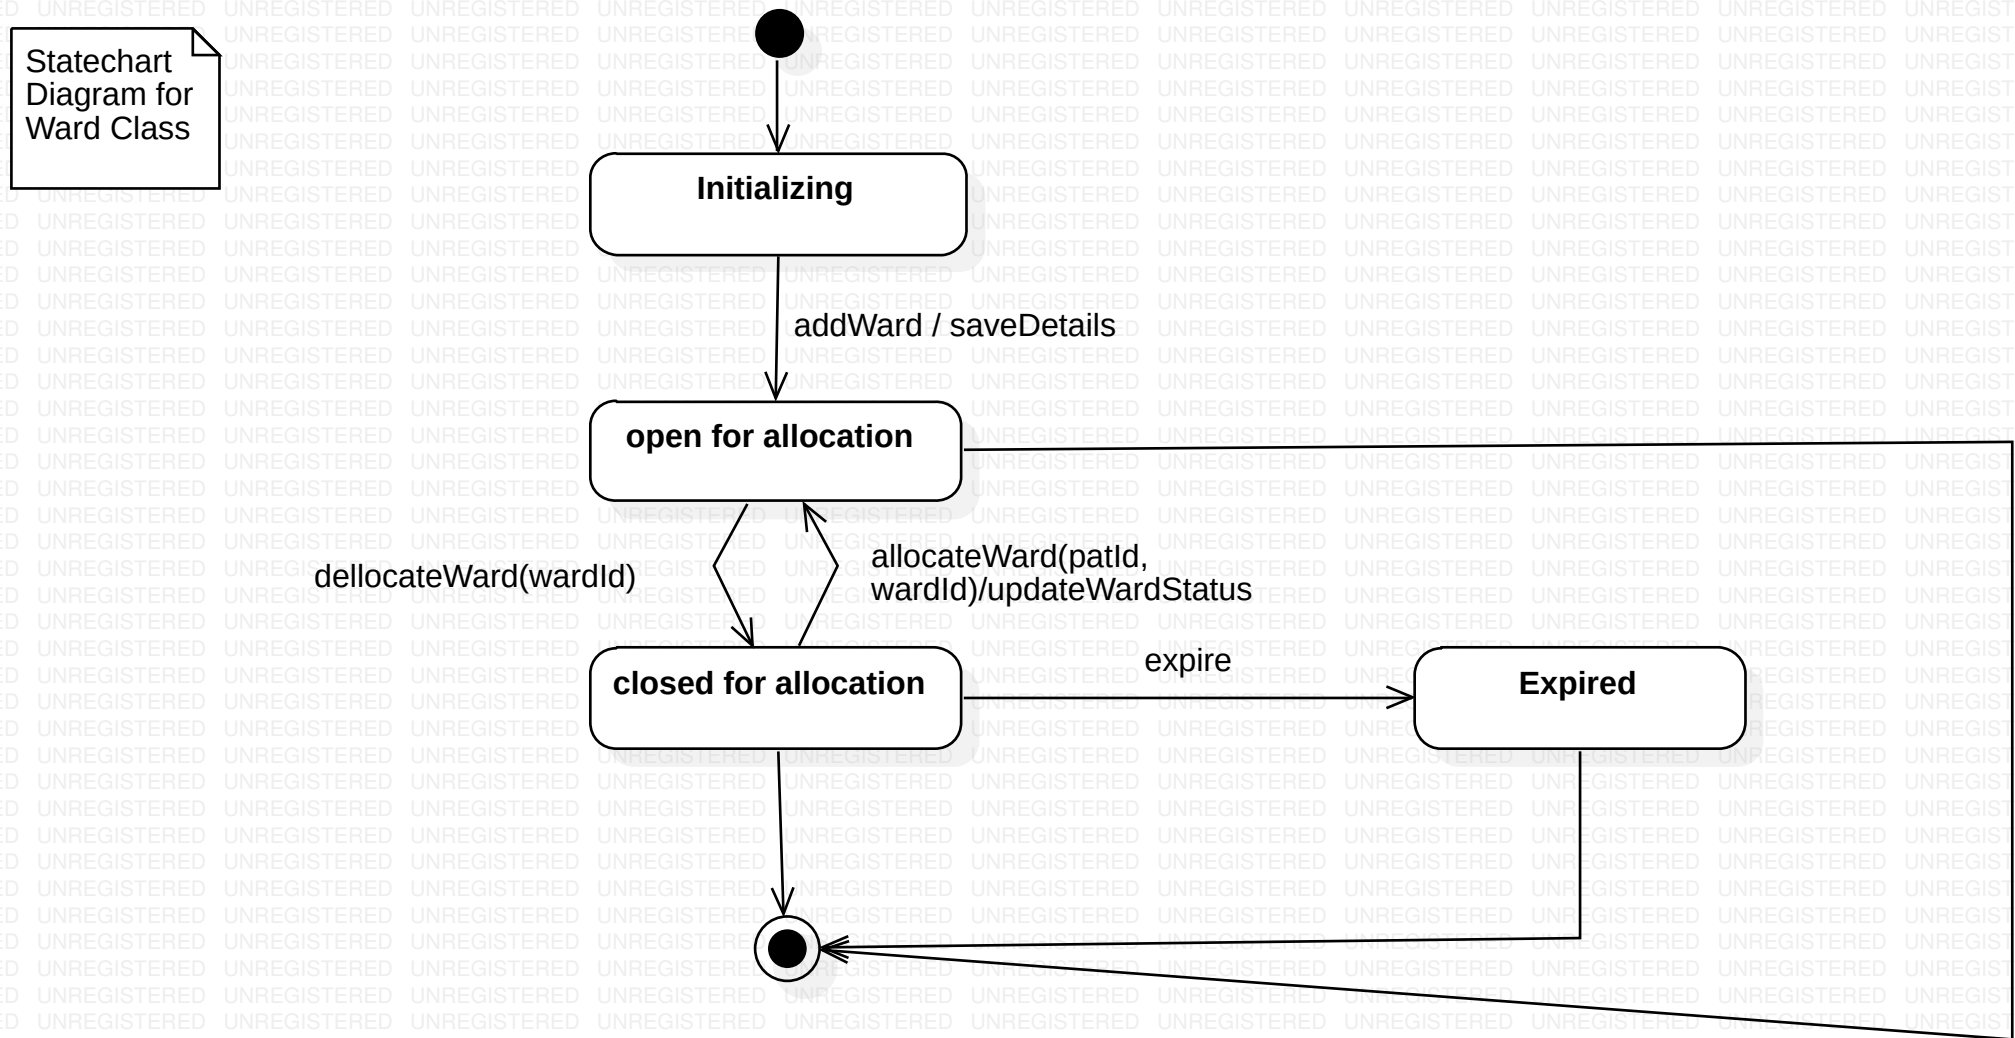 Statechart
Diagram for
Ward Class
Initializing
addWard / saveDetails
open for allocation
dellocateWard(wardId)
allocateWard(patId,
wardId)/updateWardStatus
closed for allocation
expire
Expired
UNREGISTERED